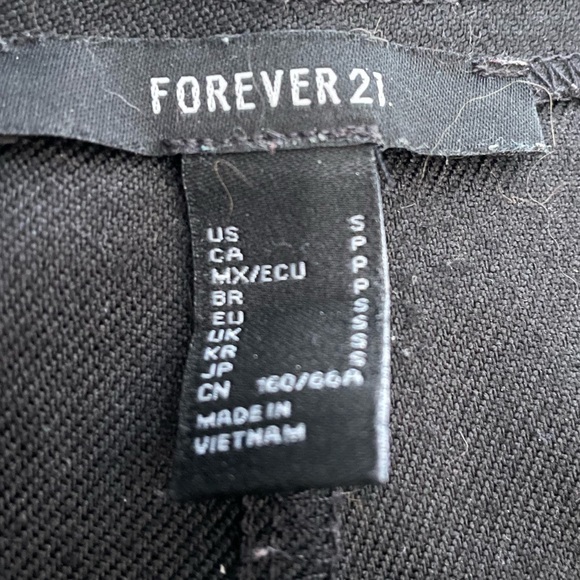 FOREVER 21
US S
CA P
MX/ECU P
BR P
EU S
UK S
KR S
JP S
CN 160/66A
MADE IN
VIETNAM